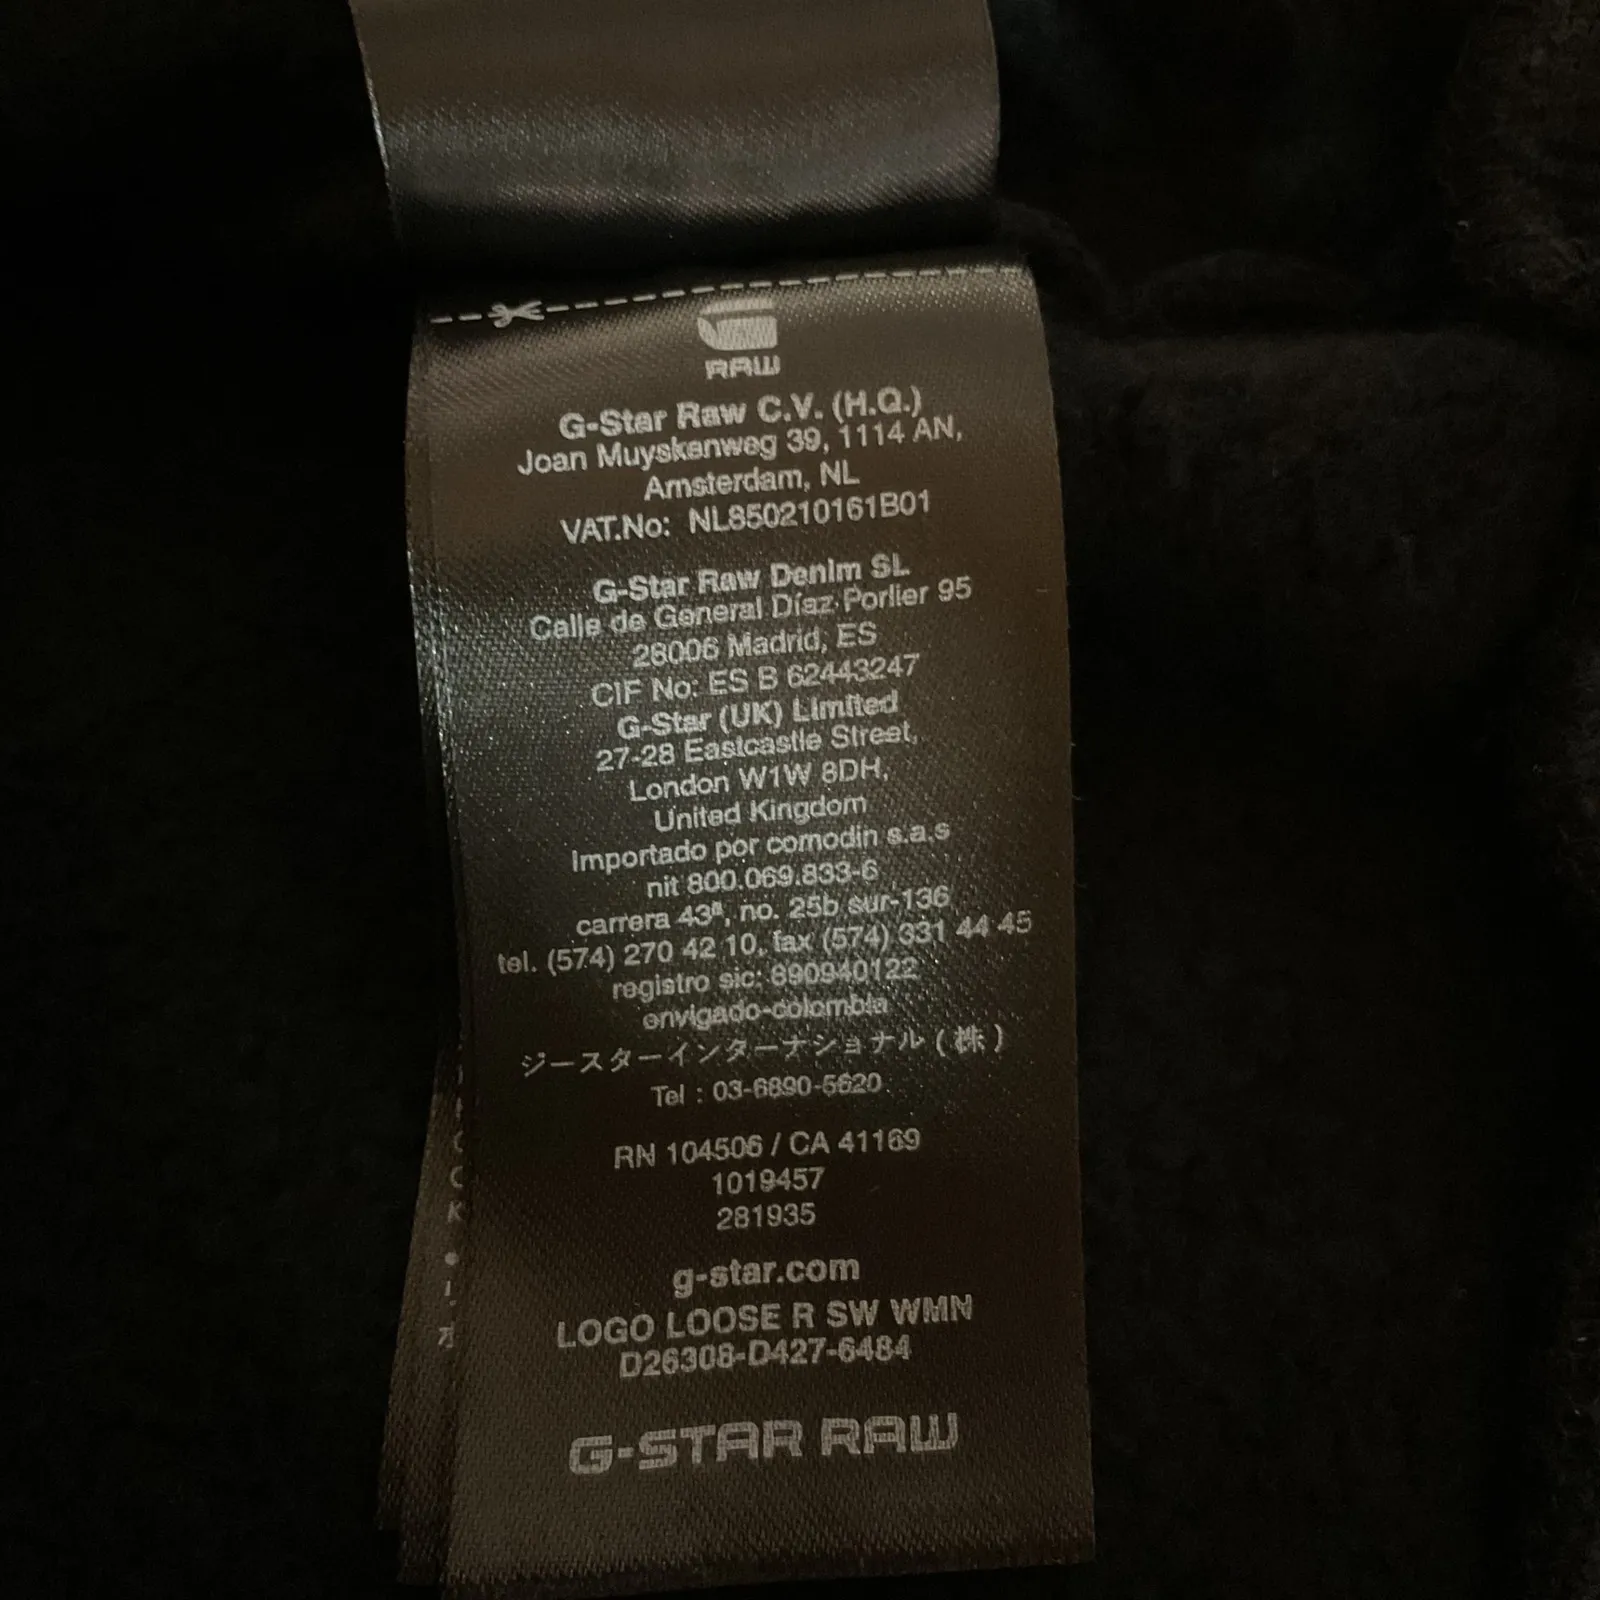 RAW
G-Star Raw C.V. (H.Q.)
Joan Muyskenweg 39, 1114 AN,
Amsterdam, NL
VAT.No: NL850210161B01
G-Star Raw Denim SL
Calle de General Díaz Porlier 95
28006 Madrid, ES
CIF No: ES B 62443247
G-Star (UK) Limited
27-28 Eastcastle Street,
London W1W 8DH,
United Kingdom
importado por comodin s.a.s
nit 800.069.833-6
carrera 43ª, no. 25b sur-136
tel. (574) 270 42 10, fax (574) 331 44 45
registro sic: 890940122
envigado-colombia
ジースターインターナショナル (株)
Tel : 03-6890-5620
RN 104506 / CA 41169
1019457
281935
g-star.com
LOGO LOOSE R SW WMN
D26308-D427-6484
G-STAR RAW